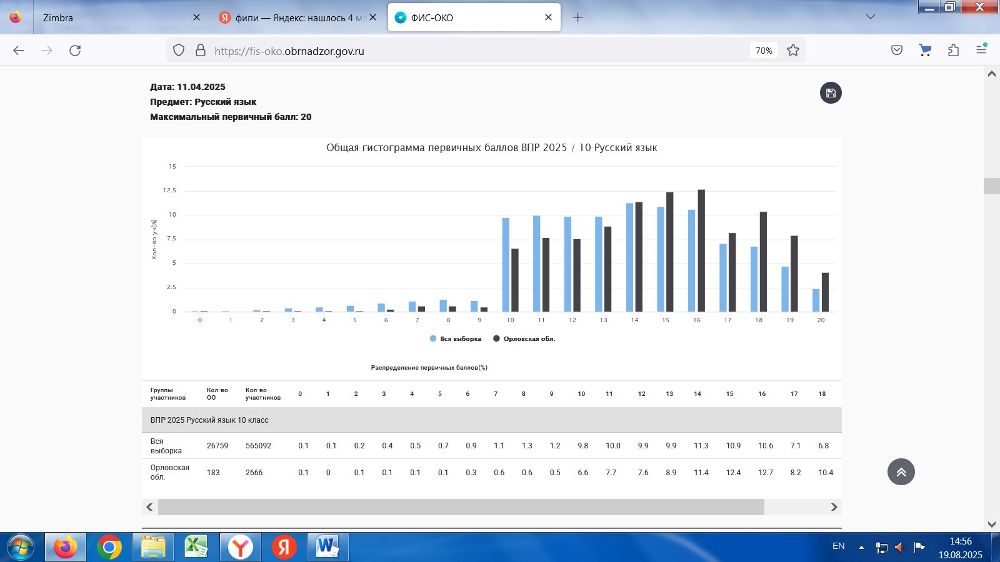 Zimbra
фипи — Яндекс: нашлось 4 мл
ФИС-ОКО
https://fis-oko.obrnadzor.gov.ru
70%
Дата: 11.04.2025
Предмет: Русский язык
Максимальный первичный балл: 20
Общая гистограмма первичных баллов ВПР 2025 / 10 Русский язык
Кол-во уч(%)
15
12.5
10
7.5
5
2.5
0
0 1 2 3 4 5 6 7 8 9 10 11 12 13 14 15 16 17 18 19 20
Вся выборка Орловская обл.
Распределение первичных баллов(%)
Группы участников Кол-во ОО Кол-во участников 0 1 2 3 4 5 6 7 8 9 10 11 12 13 14 15 16 17 18
ВПР 2025 Русский язык 10 класс
Вся выборка 26759 565092 0.1 0.1 0.2 0.4 0.5 0.7 0.9 1.1 1.3 1.2 9.8 10.0 9.9 9.9 11.3 10.9 10.6 7.1 6.8
Орловская обл. 183 2666 0.1 0 0.1 0.1 0.1 0.1 0.3 0.6 0.6 0.5 6.6 7.7 7.6 8.9 11.4 12.4 12.7 8.2 10.4
EN
14:56
19.08.2025